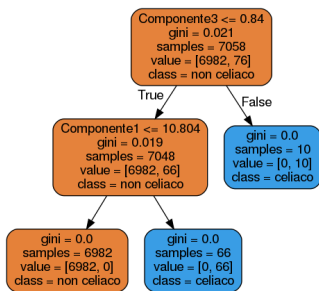 Componente3 <= 0.84
gini = 0.021
samples = 7058
value = [6982, 76]
class = non celiaco
True
False
Componente1 <= 10.804
gini = 0.019
samples = 7048
value = [6982, 66]
class = non celiaco
gini = 0.0
samples = 10
value = [0, 10]
class = celiaco
gini = 0.0
samples = 6982
value = [6982, 0]
class = non celiaco
gini = 0.0
samples = 66
value = [0, 66]
class = celiaco